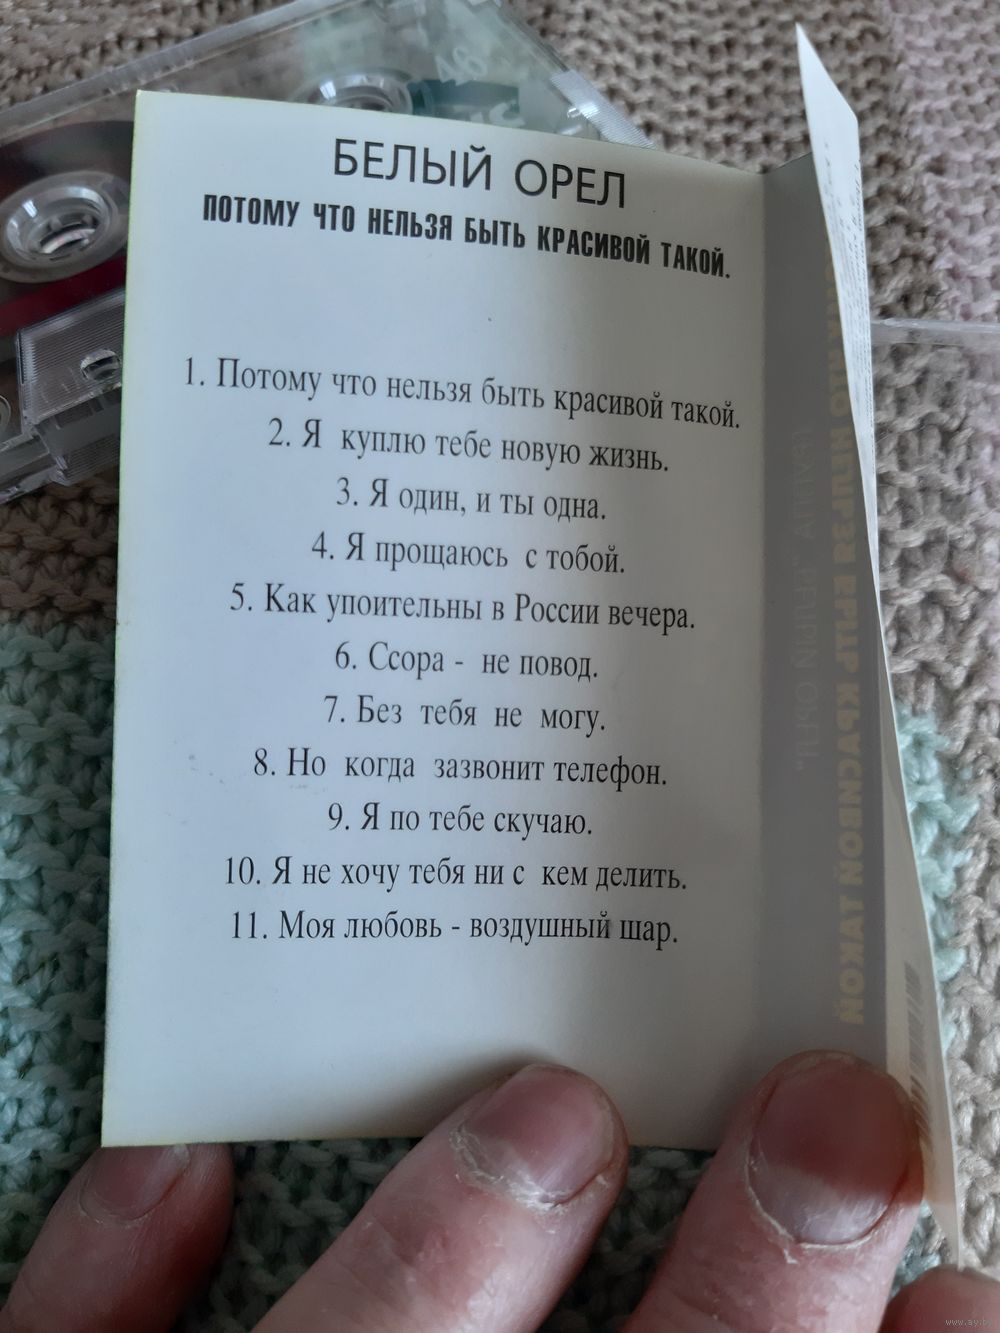 БЕЛЫЙ ОРЕЛ
ПОТОМУ ЧТО НЕЛЬЗЯ БЫТЬ КРАСИВОЙ ТАКОЙ.
1. Потому что нельзя быть красивой такой.
2. Я куплю тебе новую жизнь.
3. Я один, и ты одна.
4. Я прощаюсь с тобой.
5. Как упоительны в России вечера.
6. Ссора - не повод.
7. Без тебя не могу.
8. Но когда зазвонит телефон.
9. Я по тебе скучаю.
10. Я не хочу тебя ни с кем делить.
11. Моя любовь - воздушный шар.